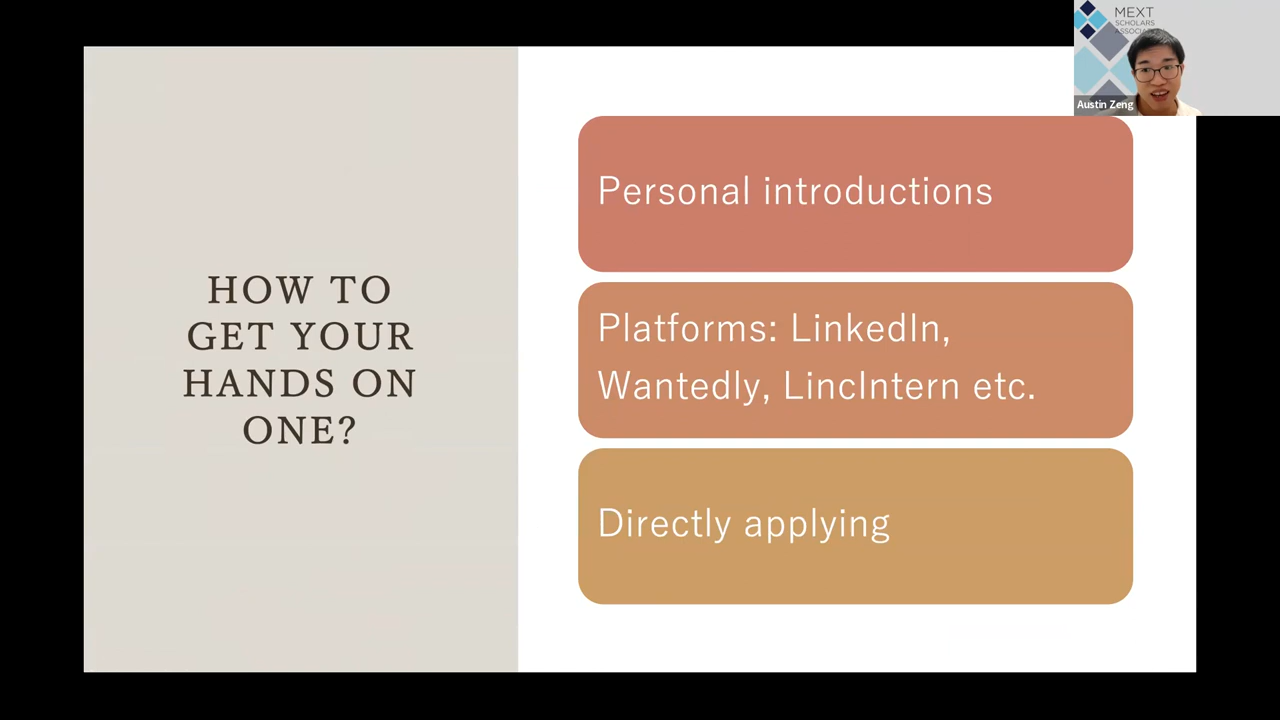 HOW TO
GET YOUR
HANDS ON
ONE?
Personal introductions
Platforms: LinkedIn,
Wantedly, LincIntern etc.
Directly applying
MEXT
SCHOLARS
Austin Zeng